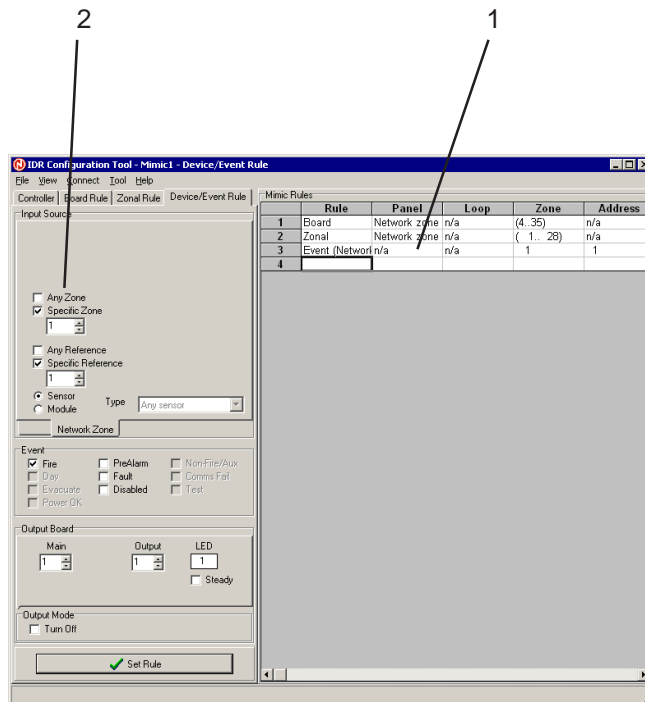 2 1
IDR Configuration Tool - Mimic1 - Device/Event Rule
File View Connect Tool Help
Controller Board Rule Zonal Rule Device/Event Rule
Input Source
Any Zone
Specific Zone
1
Any Reference
Specific Reference
1
Sensor
Module
Type Any sensor
Network Zone
Event
Fire PreAlarm Non-Fire/Aux
Day Fault Comms Fail
Evacuate Disabled Test
Power OK
Output Board
Main Output LED
1 1 1
Steady
Output Mode
Turn Off
Set Rule
Mimic Rules
Rule Panel Loop Zone Address
1 Board Network zone n/a (4..35) n/a
2 Zonal Network zone n/a ( 1.. 28) n/a
3 Event (Network n/a n/a 1 1
4